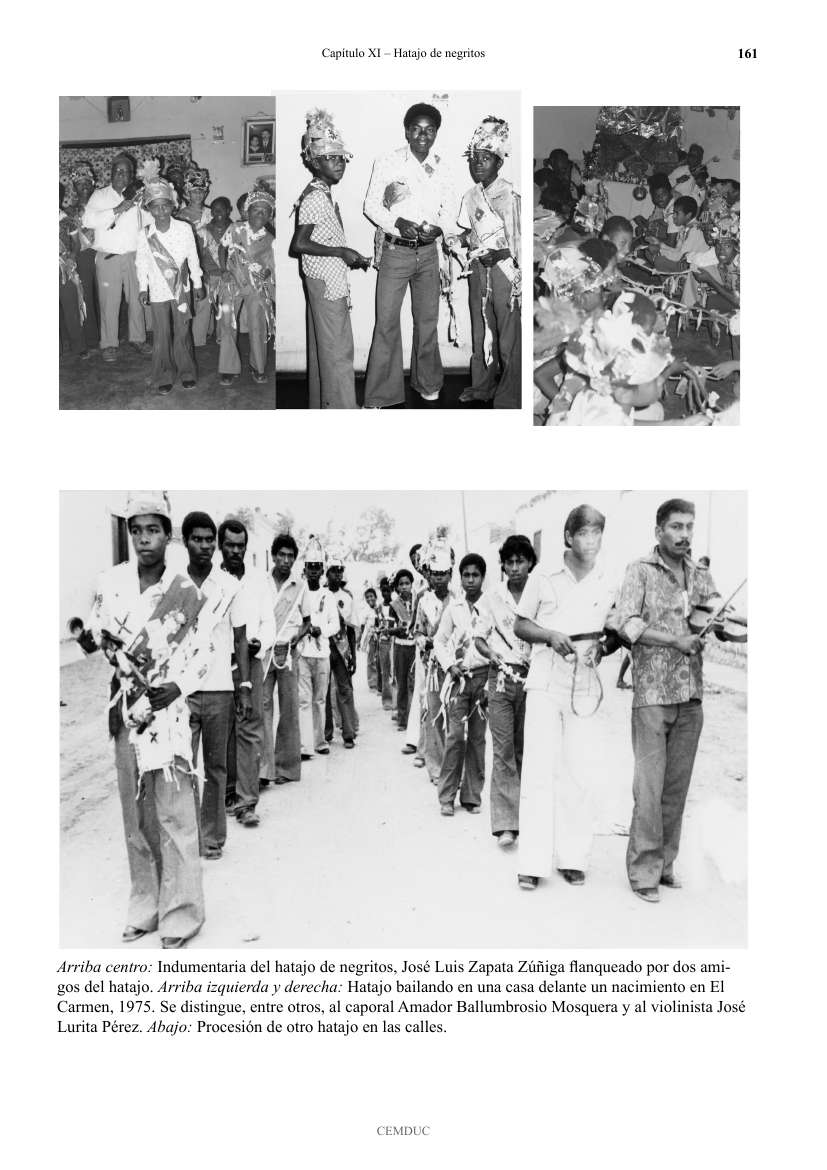 Capítulo XI – Hatajo de negritos
161
Arriba centro: Indumentaria del hatajo de negritos, José Luis Zapata Zúñiga flanqueado por dos ami-
gos del hatajo. Arriba izquierda y derecha: Hatajo bailando en una casa delante un nacimiento en El
Carmen, 1975. Se distingue, entre otros, al caporal Amador Ballumbrosio Mosquera y al violinista José
Lurita Pérez. Abajo: Procesión de otro hatajo en las calles.
CEMDUC